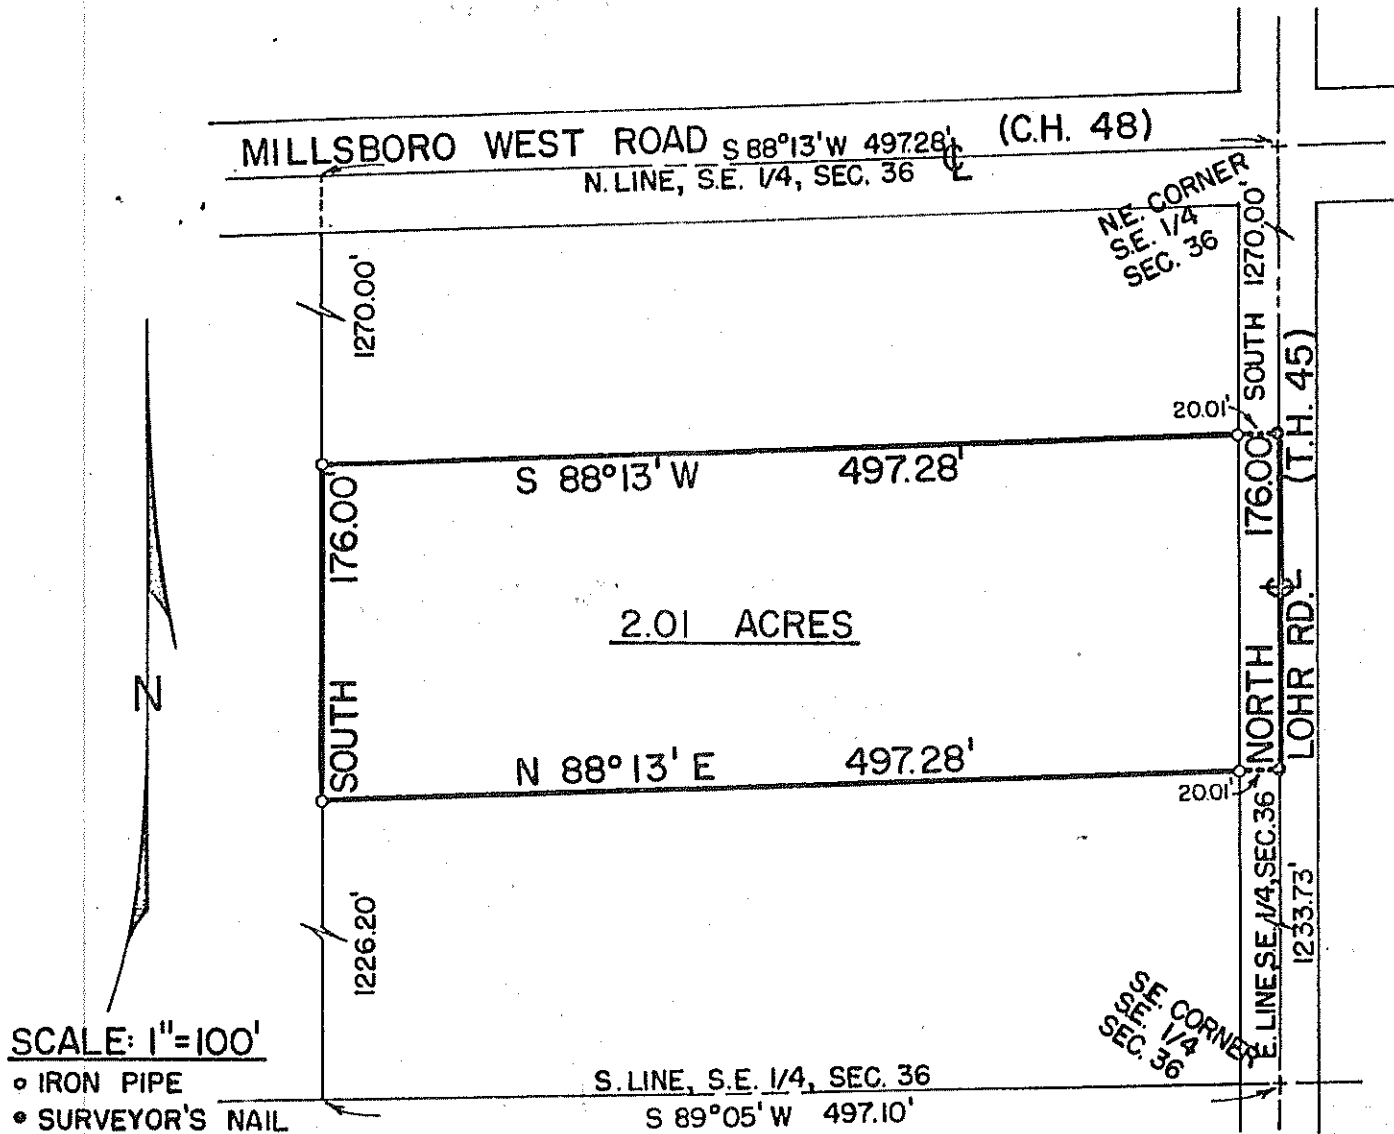 MILLSBORO WEST ROAD S 88°13'W 497.28' ℄ (C.H. 48)
N. LINE, S.E. 1/4, SEC. 36
N.E. CORNER
S.E. 1/4
SEC. 36
SOUTH 1270.00'
1270.00'
20.01'
(T.H. 45)
S 88°13' W 497.28'
SOUTH 176.00'
NORTH 176.00'
LOHR RD. ℄
2.01 ACRES
N
N 88°13' E 497.28'
20.01'
E. LINE, S.E. 1/4, SEC. 36
1233.73'
1226.20'
S.E. CORNER
S.E. 1/4
SEC. 36
SCALE: 1"=100'
IRON PIPE
SURVEYOR'S NAIL
S. LINE, S.E. 1/4, SEC. 36
S 89°05' W 497.10'